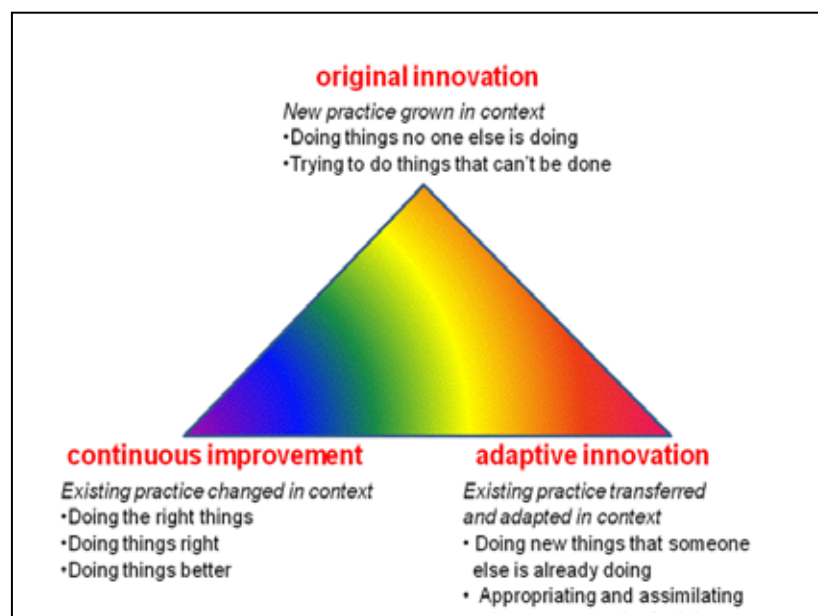 original innovation
New practice grown in context
•Doing things no one else is doing
•Trying to do things that can't be done
continuous improvement
Existing practice changed in context
•Doing the right things
•Doing things right
•Doing things better
adaptive innovation
Existing practice transferred
and adapted in context
• Doing new things that someone
else is already doing
• Appropriating and assimilating